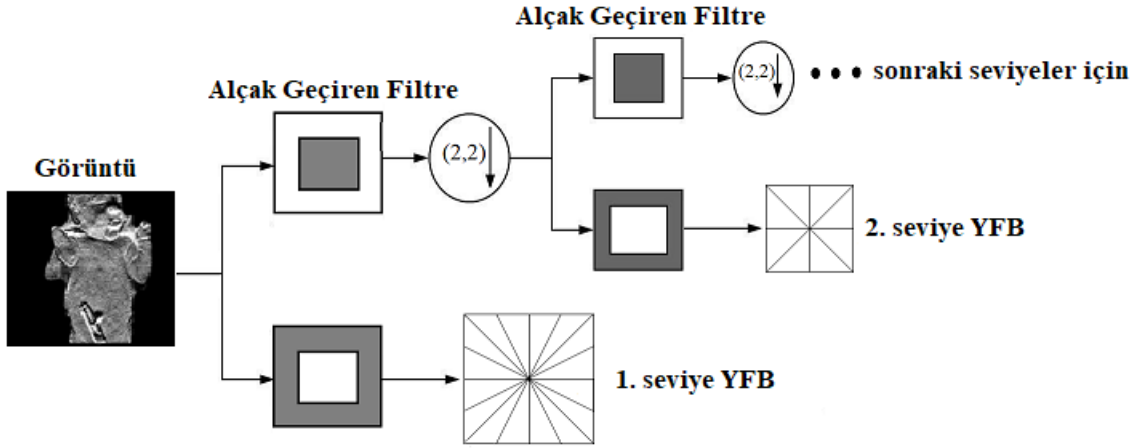 Alçak Geçiren Filtre
(2,2)
sonraki seviyeler için
Alçak Geçiren Filtre
(2,2)
Görüntü
2. seviye YFB
1. seviye YFB